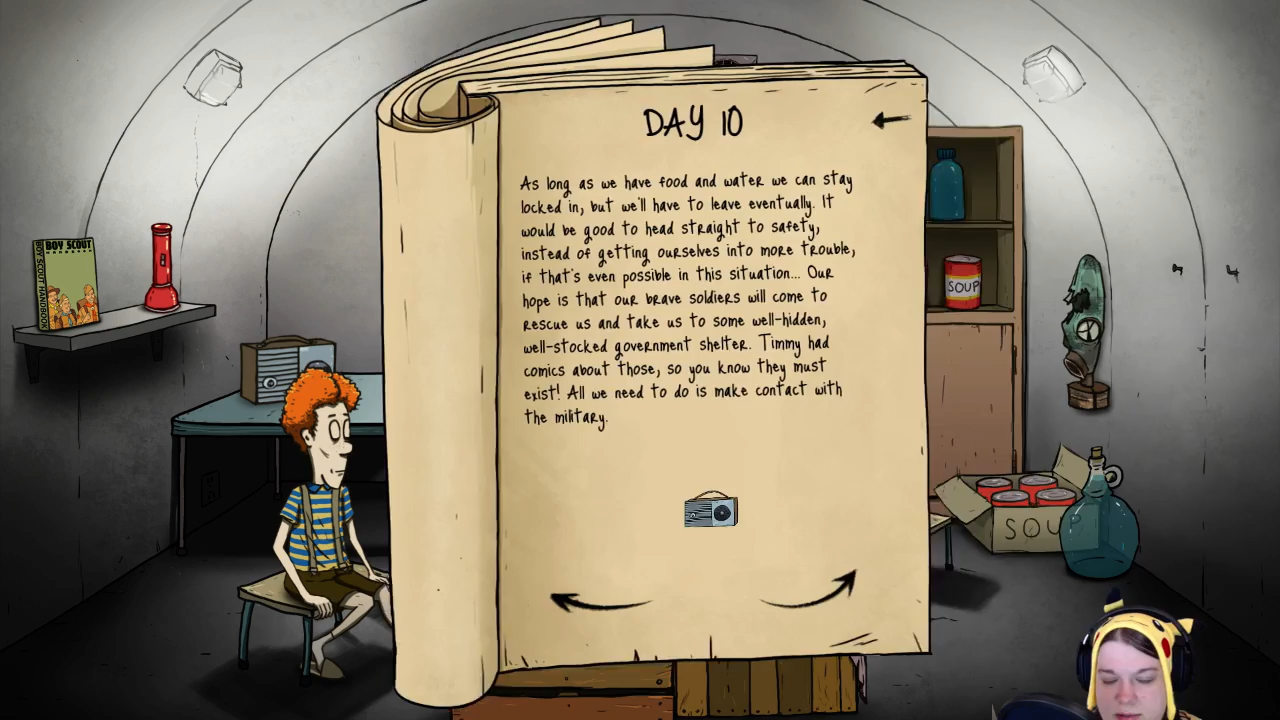 DAY 10
As long as we have food and water we can stay
locked in, but we'll have to leave eventually. It
would be good to head straight to safety,
instead of getting ourselves into more trouble,
if that's even possible in this situation... Our
hope is that our brave soldiers will come to
rescue us and take us to some well-hidden,
well-stocked government shelter. Timmy had
comics about those, so you know they must
exist! All we need to do is make contact with
the military.
BOY SCOUT
BOY SCOUT HANDBOOK
SOUP
SOUP